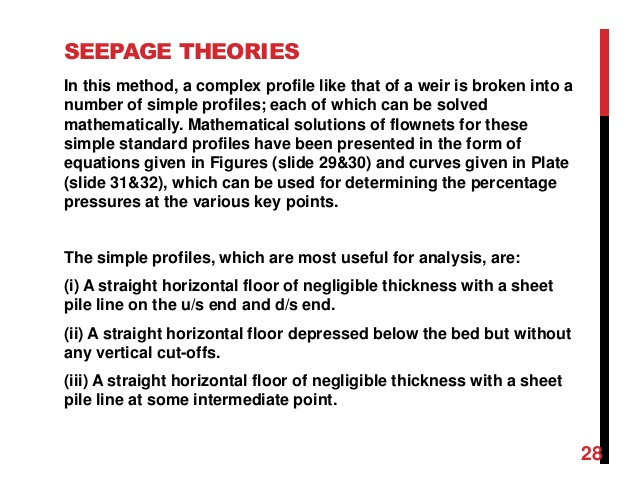 SEEPAGE THEORIES
In this method, a complex profile like that of a weir is broken into a
number of simple profiles; each of which can be solved
mathematically. Mathematical solutions of flownets for these
simple standard profiles have been presented in the form of
equations given in Figures (slide 29&30) and curves given in Plate
(slide 31&32), which can be used for determining the percentage
pressures at the various key points.
The simple profiles, which are most useful for analysis, are:
(i) A straight horizontal floor of negligible thickness with a sheet
pile line on the u/s end and d/s end.
(ii) A straight horizontal floor depressed below the bed but without
any vertical cut-offs.
(iii) A straight horizontal floor of negligible thickness with a sheet
pile line at some intermediate point.
28